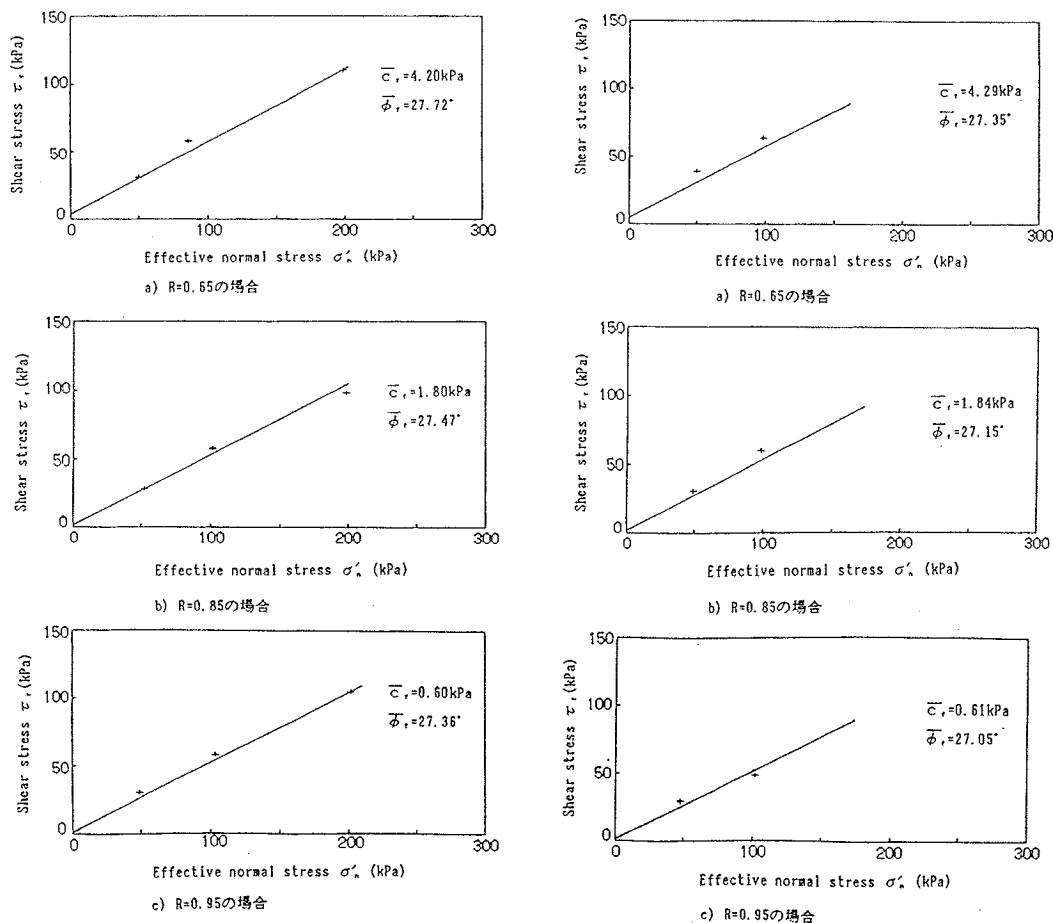 150
100
50
0
Shear stress τ r (kPa)
c̅ r=4.20kPa
ϕ̅ r=27.72°
0 100 200 300
Effective normal stress σ′n (kPa)
a) R=0.65の場合
150
100
50
0
Shear stress τ r (kPa)
c̅ r=4.29kPa
ϕ̅ r=27.35°
0 100 200 300
Effective normal stress σ′n (kPa)
a) R=0.65の場合
150
100
50
0
Shear stress τ r (kPa)
c̅ r=1.80kPa
ϕ̅ r=27.47°
0 100 200 300
Effective normal stress σ′n (kPa)
b) R=0.85の場合
150
100
50
0
Shear stress τ r (kPa)
c̅ r=1.84kPa
ϕ̅ r=27.15°
0 100 200 300
Effective normal stress σ′n (kPa)
b) R=0.85の場合
150
100
50
0
Shear stress τ r (kPa)
c̅ r=0.60kPa
ϕ̅ r=27.36°
0 100 200 300
Effective normal stress σ′n (kPa)
c) R=0.95の場合
150
100
50
0
Shear stress τ r (kPa)
c̅ r=0.61kPa
ϕ̅ r=27.05°
0 100 200 300
Effective normal stress σ′n (kPa)
c) R=0.95の場合